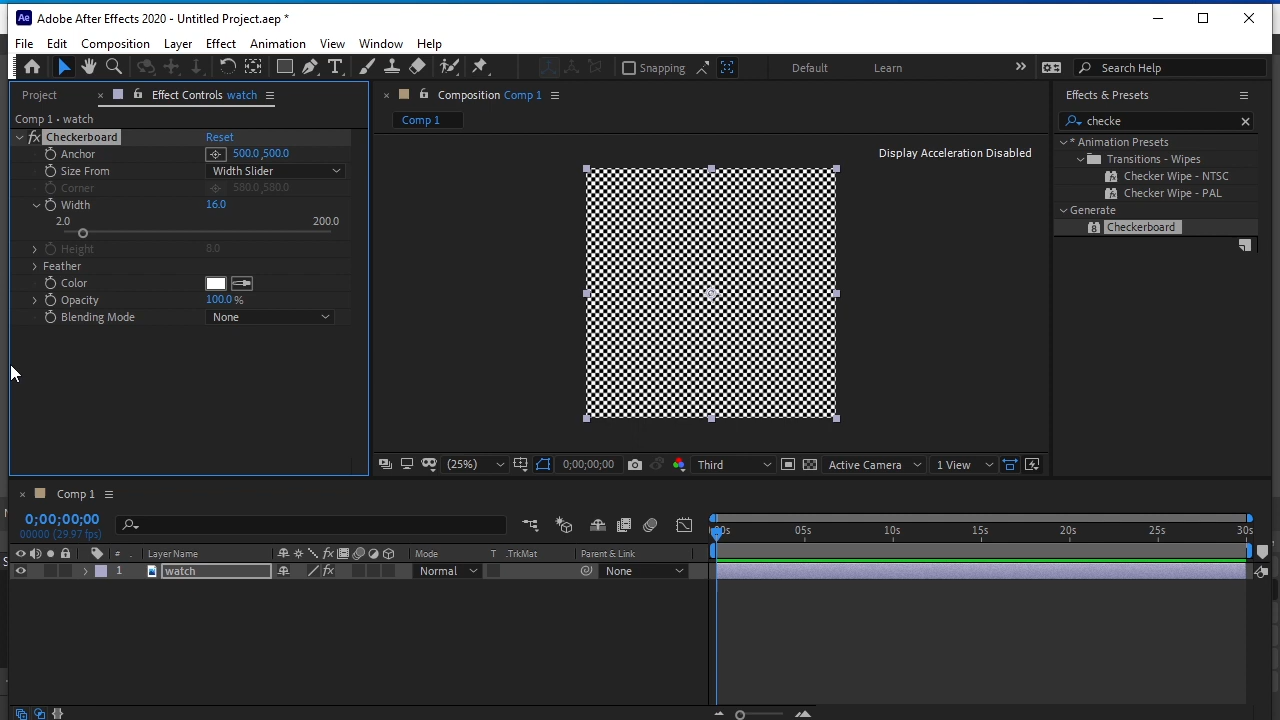 Ae Adobe After Effects 2020 - Untitled Project.aep *
File Edit Composition Layer Effect Animation View Window Help
T Snapping Default Learn » Search Help
Project × Effect Controls watch ≡
× Composition Comp 1 ≡
Effects & Presets ≡
Comp 1 • watch
Comp 1
checke ×
fx Checkerboard Reset
Anchor 500.0,500.0
Size From Width Slider
Corner 580.0,580.0
Width 16.0
2.0 200.0
Height 8.0
Feather
Color
Opacity 100.0 %
Blending Mode None
Display Acceleration Disabled
* Animation Presets
Transitions - Wipes
Checker Wipe - NTSC
Checker Wipe - PAL
Generate
8 Checkerboard
(25%) 0;00;00;00 Third Active Camera 1 View
× Comp 1 ≡
0;00;00;00
00000 (29.97 fps)
00s 05s 10s 15s 20s 25s 30s
# Layer Name fx Mode T .TrkMat Parent & Link
1 watch fx Normal None